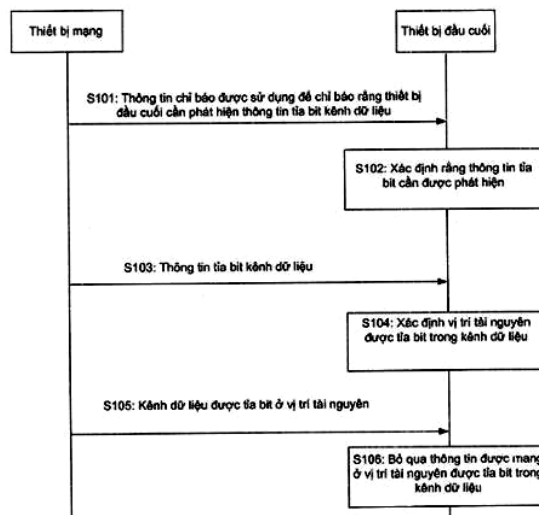 Thiết bị mạng
Thiết bị đầu cuối
S101: Thông tin chỉ báo được sử dụng để chỉ báo rằng thiết bị
đầu cuối cần phát hiện thông tin tỉa bit kênh dữ liệu
S102: Xác định rằng thông tin tỉa
bit cần được phát hiện
S103: Thông tin tỉa bit kênh dữ liệu
S104: Xác định vị trí tài nguyên
được tỉa bit trong kênh dữ liệu
S105: Kênh dữ liệu được tỉa bit ở vị trí tài nguyên
S106: Bỏ qua thông tin được mang
ở vị trí tài nguyên được tỉa bit trong
kênh dữ liệu